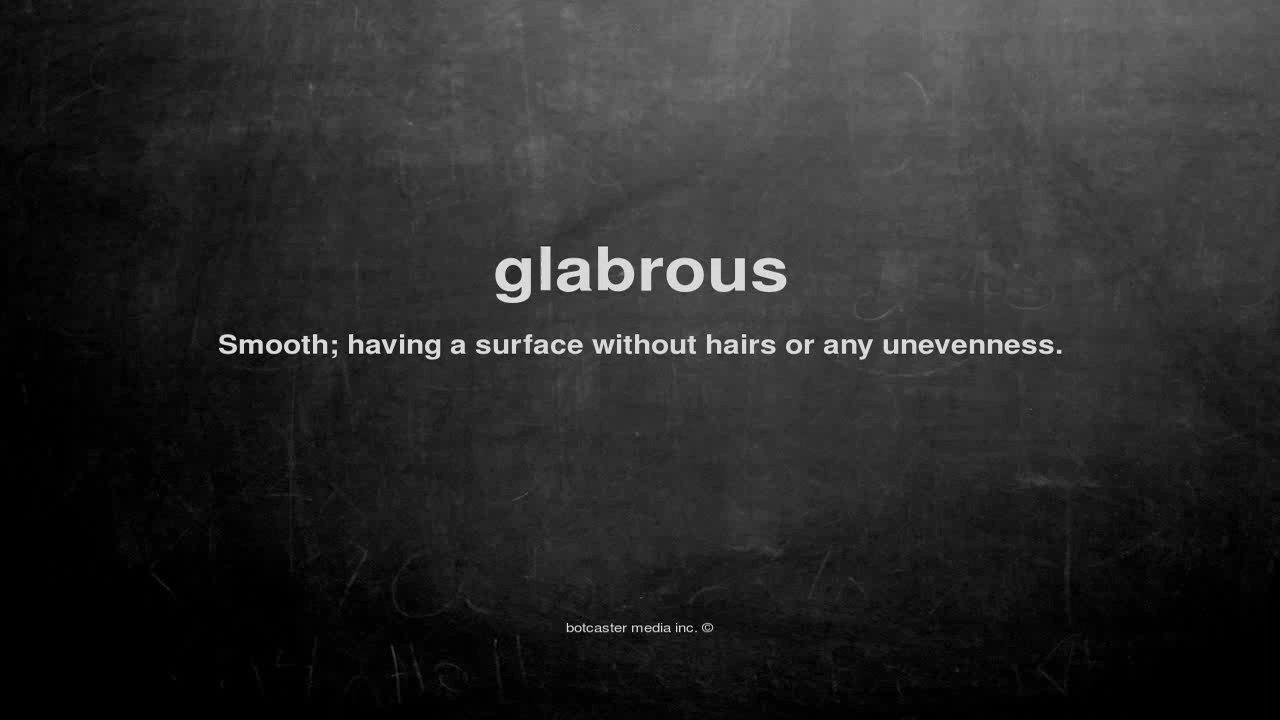 glabrous
Smooth; having a surface without hairs or any unevenness.
botcaster media inc. ©